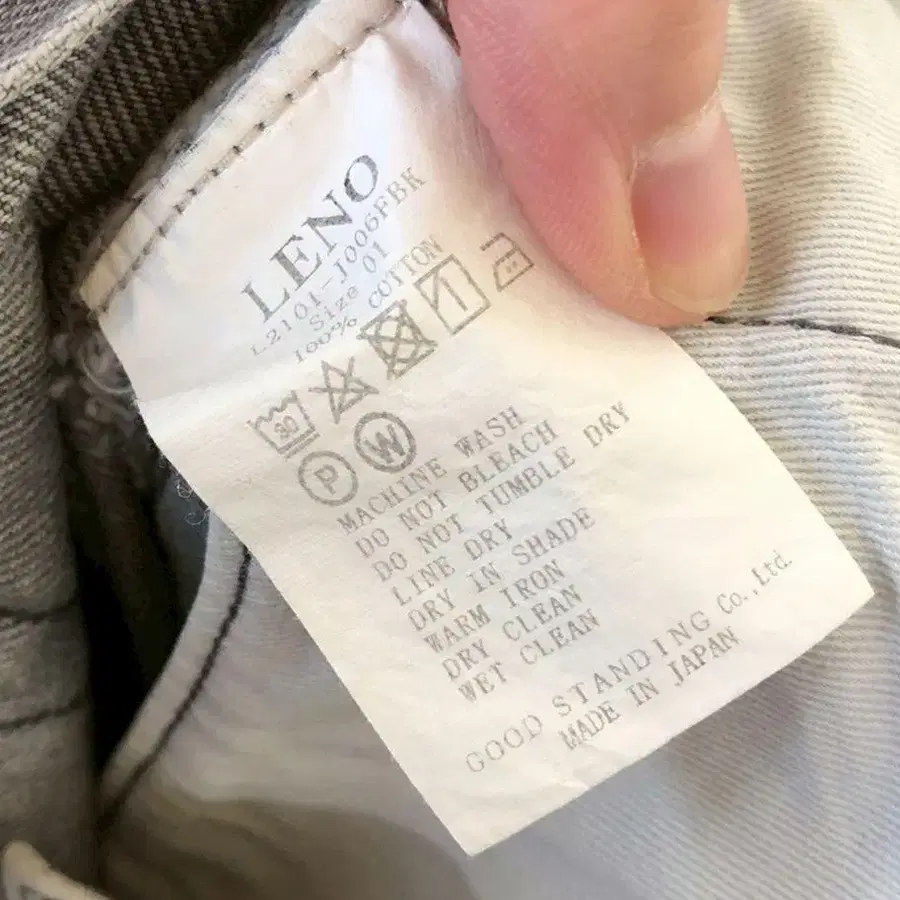 LENO
L2101-J006FBK
Size 01
100% COTTON
30
P W
MACHINE WASH
DO NOT BLEACH
DO NOT TUMBLE DRY
LINE DRY
DRY IN SHADE
WARM IRON
DRY CLEAN
WET CLEAN
GOOD STANDING Co.,Ltd.
MADE IN JAPAN